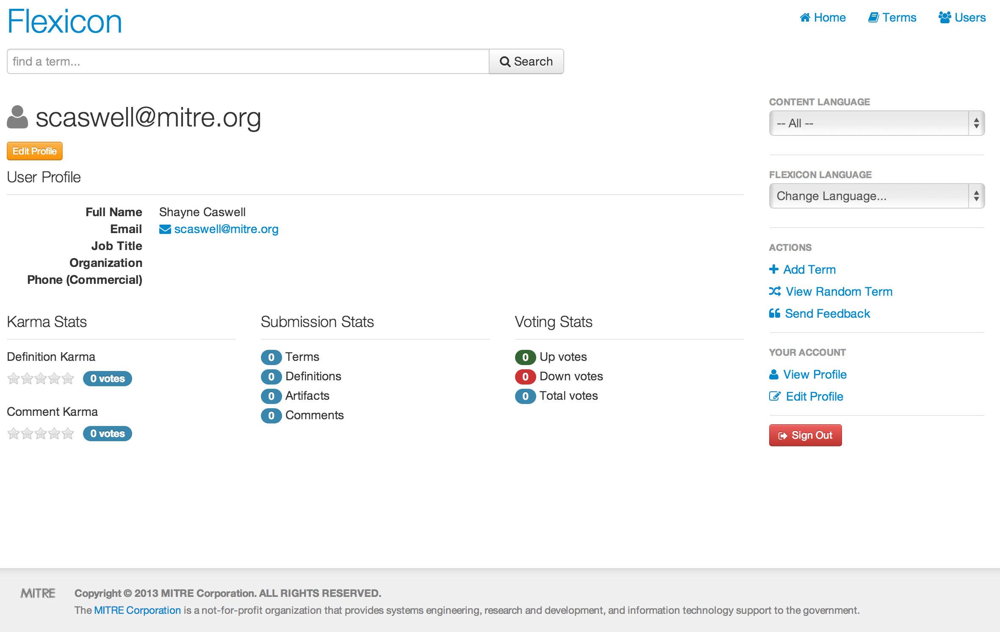 Flexicon
Home Terms Users
find a term...
Search
scaswell@mitre.org
Edit Profile
User Profile
Full Name Shayne Caswell
Email scaswell@mitre.org
Job Title
Organization
Phone (Commercial)
Karma Stats
Definition Karma
0 votes
Comment Karma
0 votes
Submission Stats
0 Terms
0 Definitions
0 Artifacts
0 Comments
Voting Stats
0 Up votes
0 Down votes
0 Total votes
CONTENT LANGUAGE
-- All --
FLEXICON LANGUAGE
Change Language...
ACTIONS
Add Term
View Random Term
Send Feedback
YOUR ACCOUNT
View Profile
Edit Profile
Sign Out
MITRE
Copyright © 2013 MITRE Corporation. ALL RIGHTS RESERVED.
The MITRE Corporation is a not-for-profit organization that provides systems engineering, research and development, and information technology support to the government.